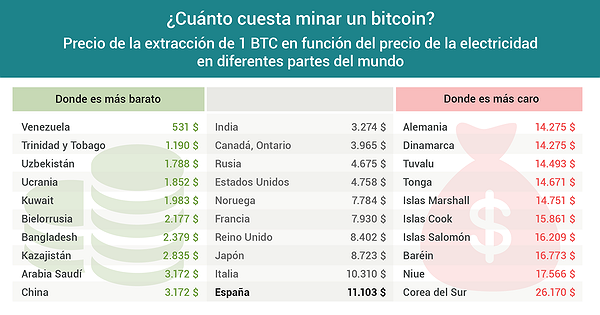 ¿Cuánto cuesta minar un bitcoin?
Precio de la extracción de 1 BTC en función del precio de la electricidad
en diferentes partes del mundo
Donde es más barato
Venezuela 531 $
Trinidad y Tobago 1.190 $
Uzbekistán 1.788 $
Ucrania 1.852 $
Kuwait 1.983 $
Bielorrusia 2.177 $
Bangladesh 2.379 $
Kazajistán 2.835 $
Arabia Saudí 3.172 $
China 3.172 $
India 3.274 $
Canadá, Ontario 3.965 $
Rusia 4.675 $
Estados Unidos 4.758 $
Noruega 7.784 $
Francia 7.930 $
Reino Unido 8.402 $
Japón 8.723 $
Italia 10.310 $
España 11.103 $
Donde es más caro
Alemania 14.275 $
Dinamarca 14.275 $
Tuvalu 14.493 $
Tonga 14.671 $
Islas Marshall 14.751 $
Islas Cook 15.861 $
Islas Salomón 16.209 $
Baréin 16.773 $
Niue 17.566 $
Corea del Sur 26.170 $
$